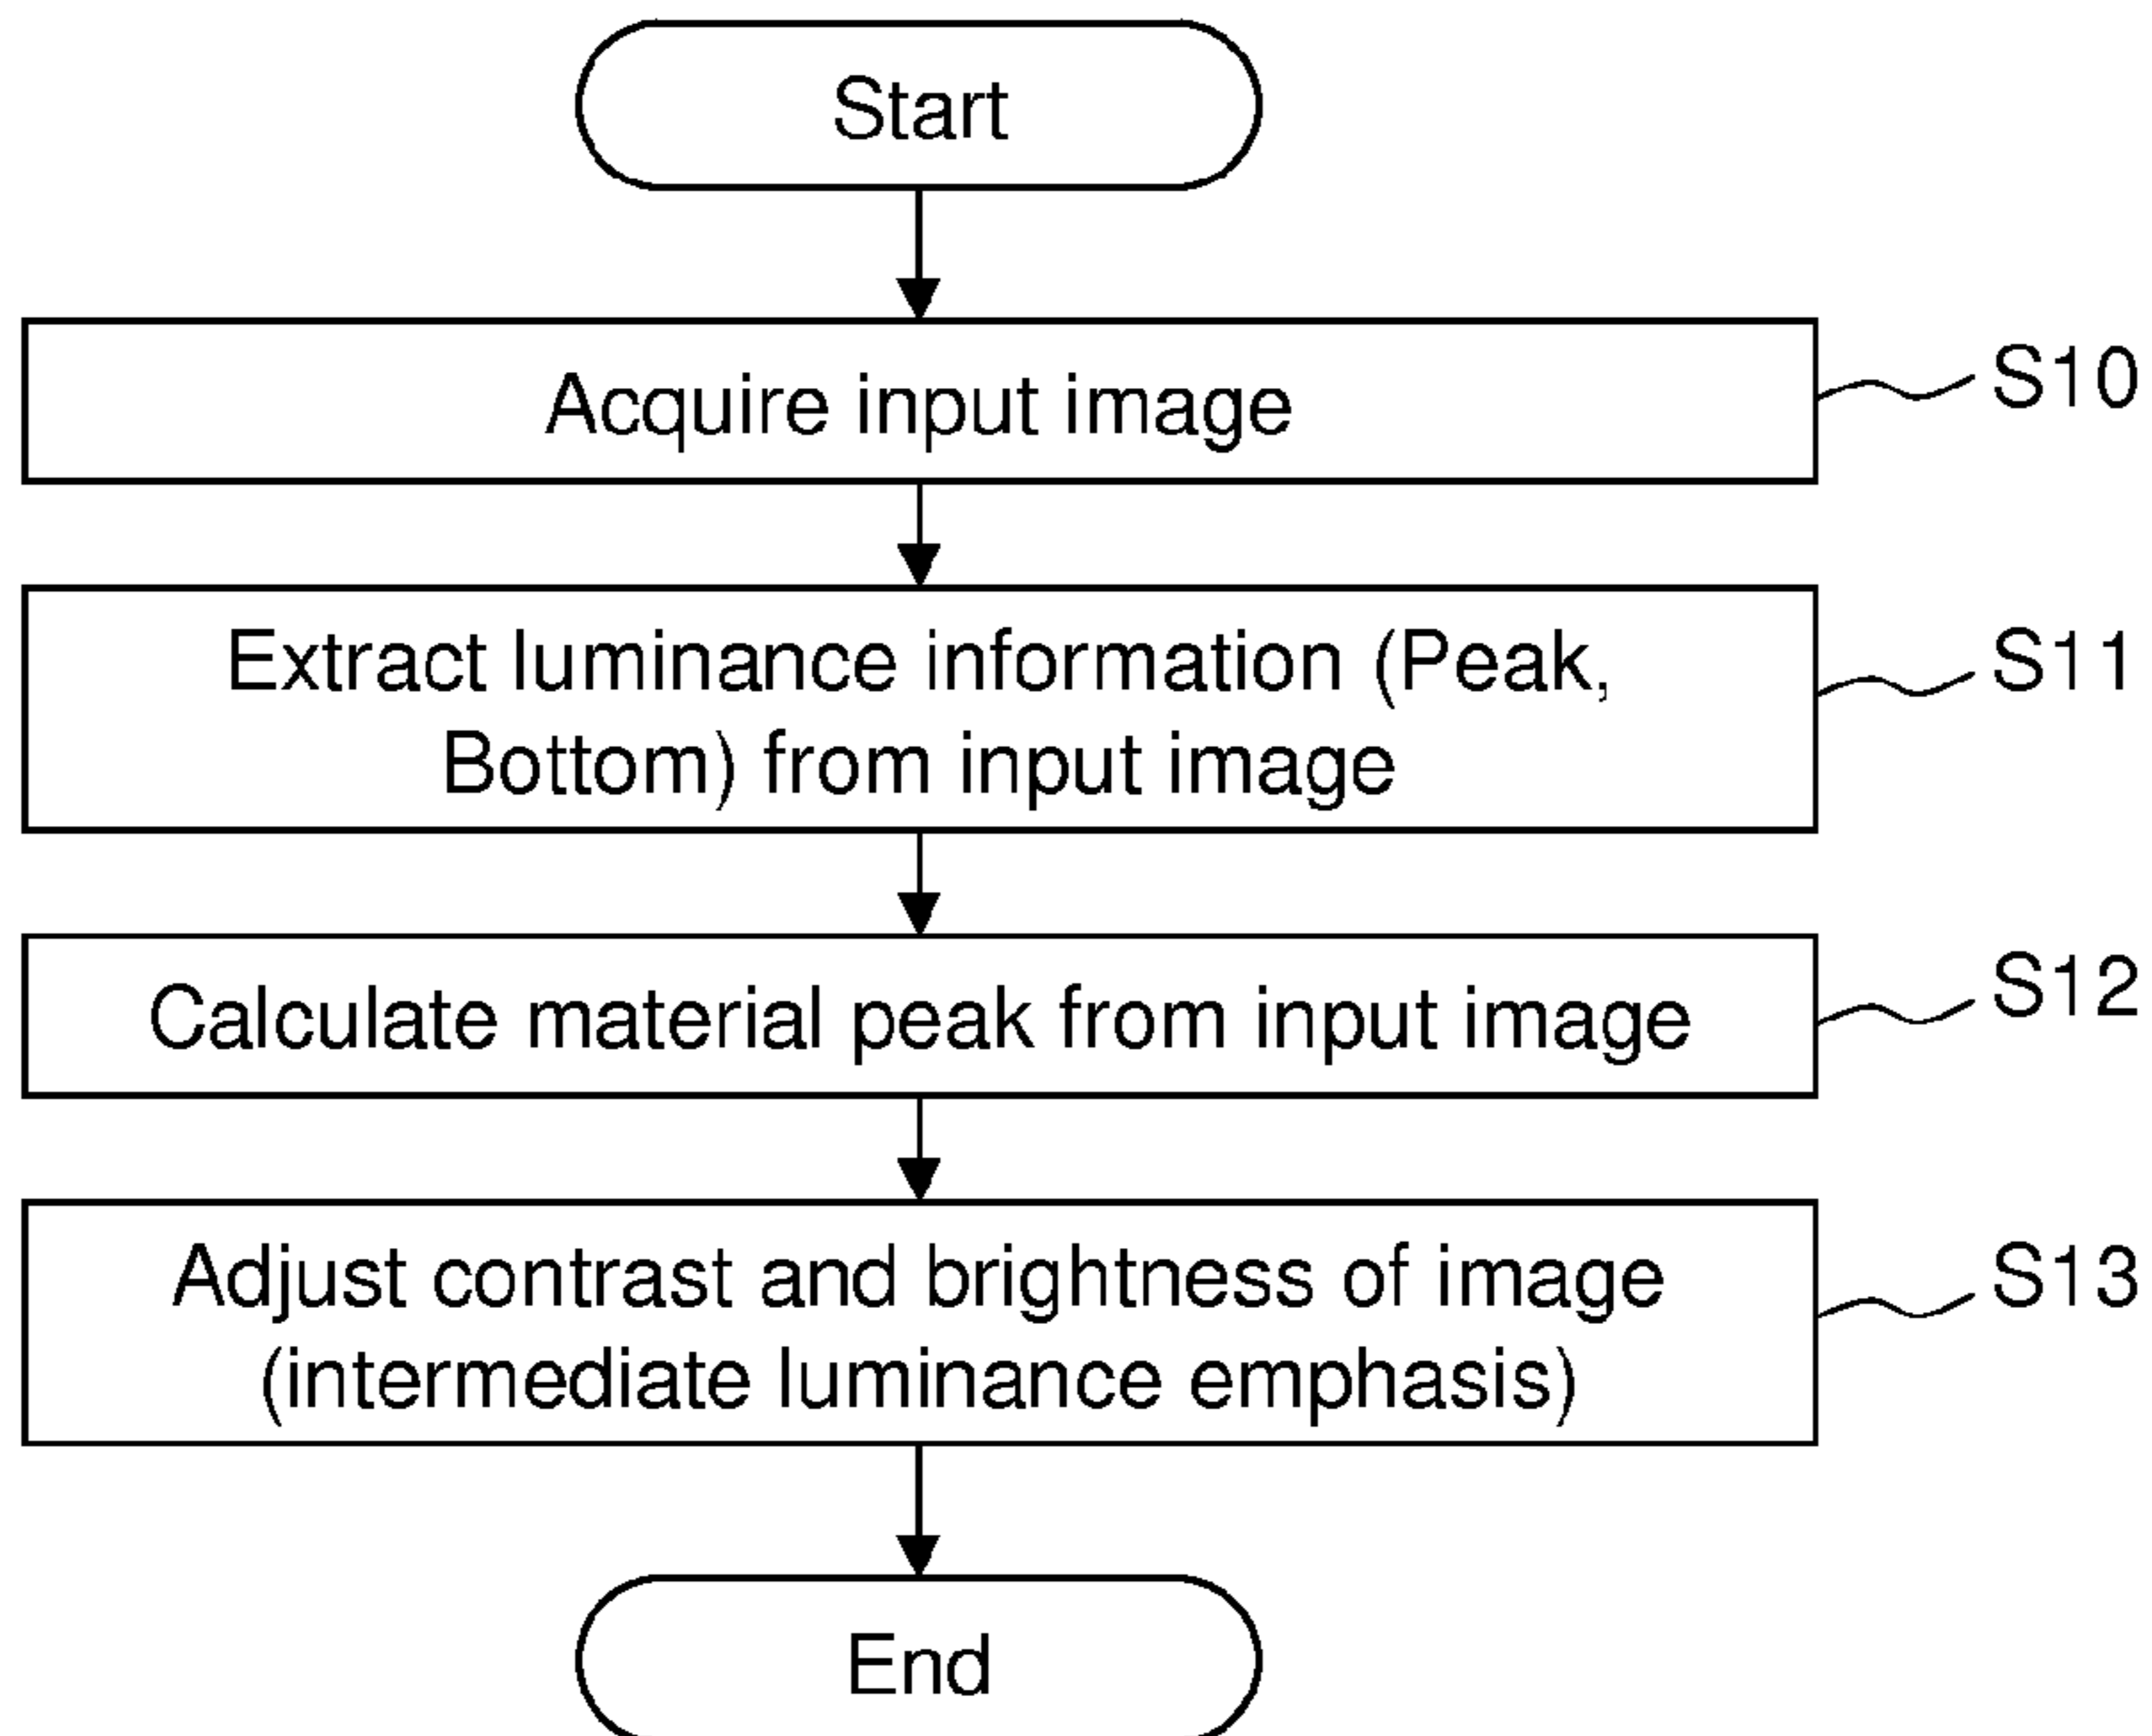 Start
Acquire input image
S10
Extract luminance information (Peak,
Bottom) from input image
S11
Calculate material peak from input image
S12
Adjust contrast and brightness of image
(intermediate luminance emphasis)
S13
End